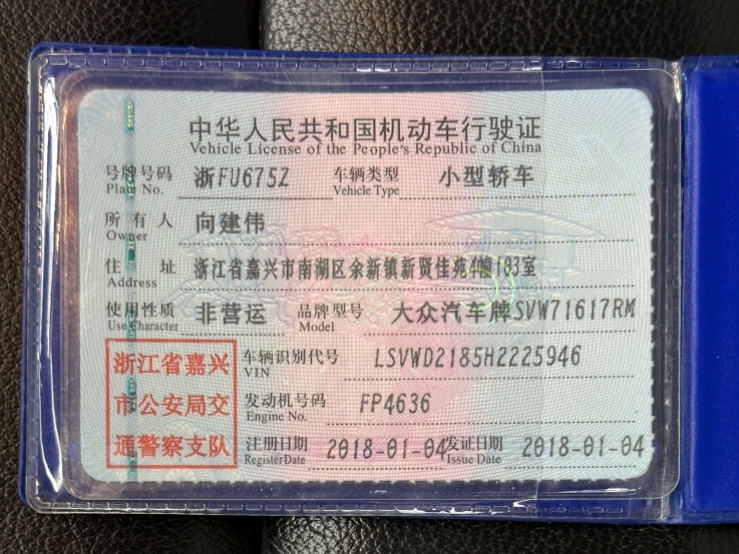 中华人民共和国机动车行驶证
Vehicle License of the People's Republic of China
号牌号码 浙FU675Z 车辆类型 小型轿车
Plate No. Vehicle Type
所有人 向建伟
Owner
住址 浙江省嘉兴市南湖区余新镇新贤佳苑4幢103室
Address
使用性质 非营运 品牌型号 大众汽车牌SVW71617RM
Use Character Model
浙江省嘉兴 车辆识别代号 LSVWD2185H2225946
VIN
市公安局交 发动机号码 FP4636
Engine No.
通警察支队 注册日期 2018-01-04 发证日期 2018-01-04
Register Date Issue Date